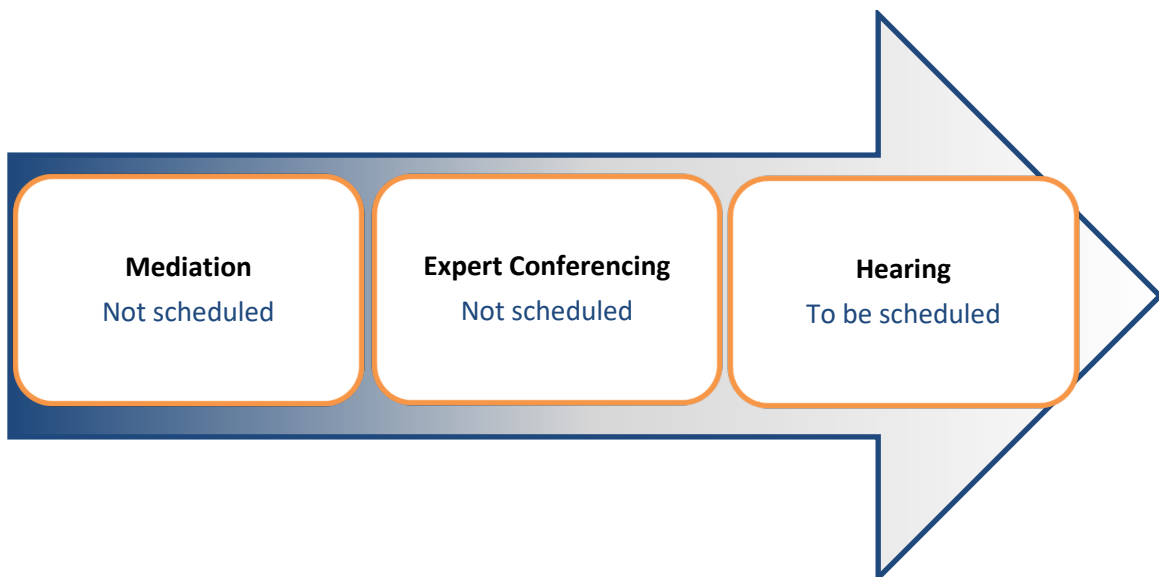 Mediation
Not scheduled
Expert Conferencing
Not scheduled
Hearing
To be scheduled